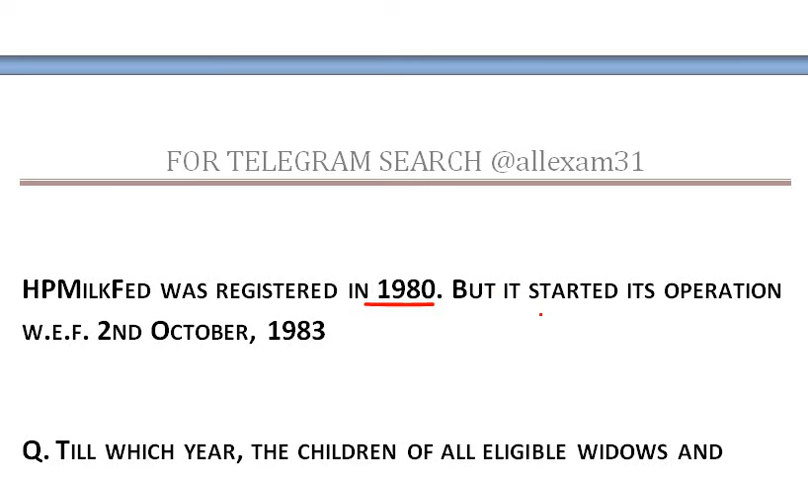 FOR TELEGRAM SEARCH @allexam31
HPMilkFed was registered in 1980. But it started its operation
w.e.f. 2nd October, 1983
Q. Till which year, the children of all eligible widows and